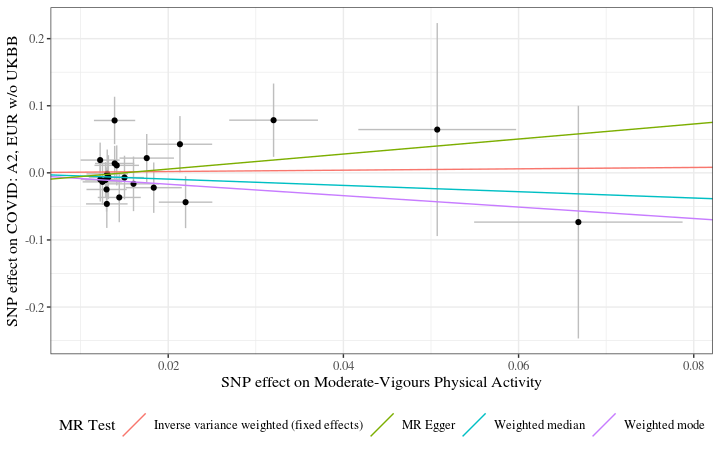 SNP effect on COVID: A2, EUR w/o UKBB
0.2
0.1
0.0
-0.1
-0.2
0.02
0.04
0.06
0.08
SNP effect on Moderate-Vigours Physical Activity
MR Test
Inverse variance weighted (fixed effects)
MR Egger
Weighted median
Weighted mode